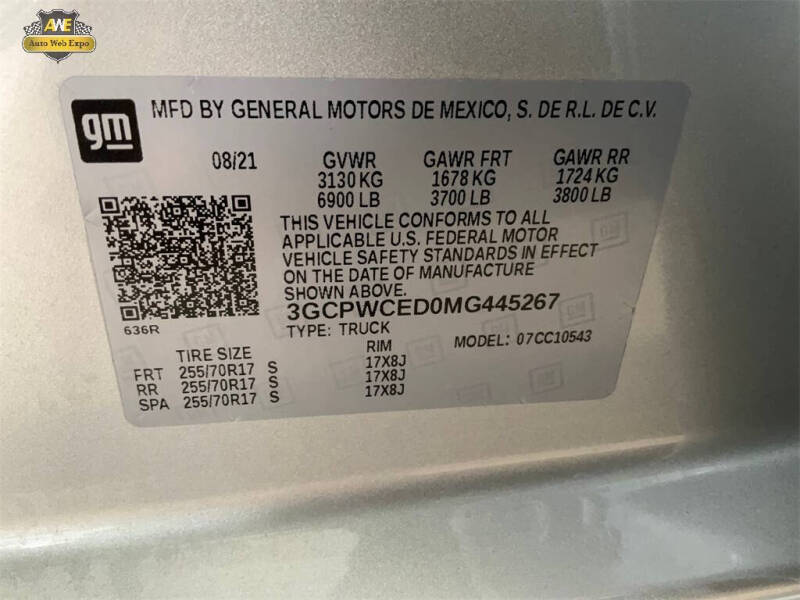 AWE
Auto Web Expo
gm
MFD BY GENERAL MOTORS DE MEXICO, S. DE R.L. DE C.V.
08/21 GVWR GAWR FRT GAWR RR
3130 KG 1678 KG 1724 KG
6900 LB 3700 LB 3800 LB
THIS VEHICLE CONFORMS TO ALL
APPLICABLE U.S. FEDERAL MOTOR
VEHICLE SAFETY STANDARDS IN EFFECT
ON THE DATE OF MANUFACTURE
SHOWN ABOVE.
3GCPWCED0MG445267
636R TYPE: TRUCK MODEL: 07CC10543
TIRE SIZE RIM
FRT 255/70R17 S 17X8J
RR 255/70R17 S 17X8J
SPA 255/70R17 S 17X8J